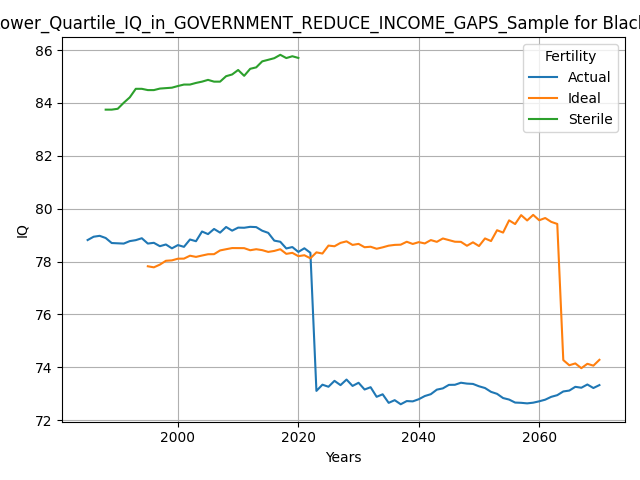 ower_Quartile_IQ_in_GOVERNMENT_REDUCE_INCOME_GAPS_Sample for Blac
Fertility
Actual
Ideal
Sterile
86
84
82
80
78
76
74
72
IQ
2000
2020
2040
2060
Years